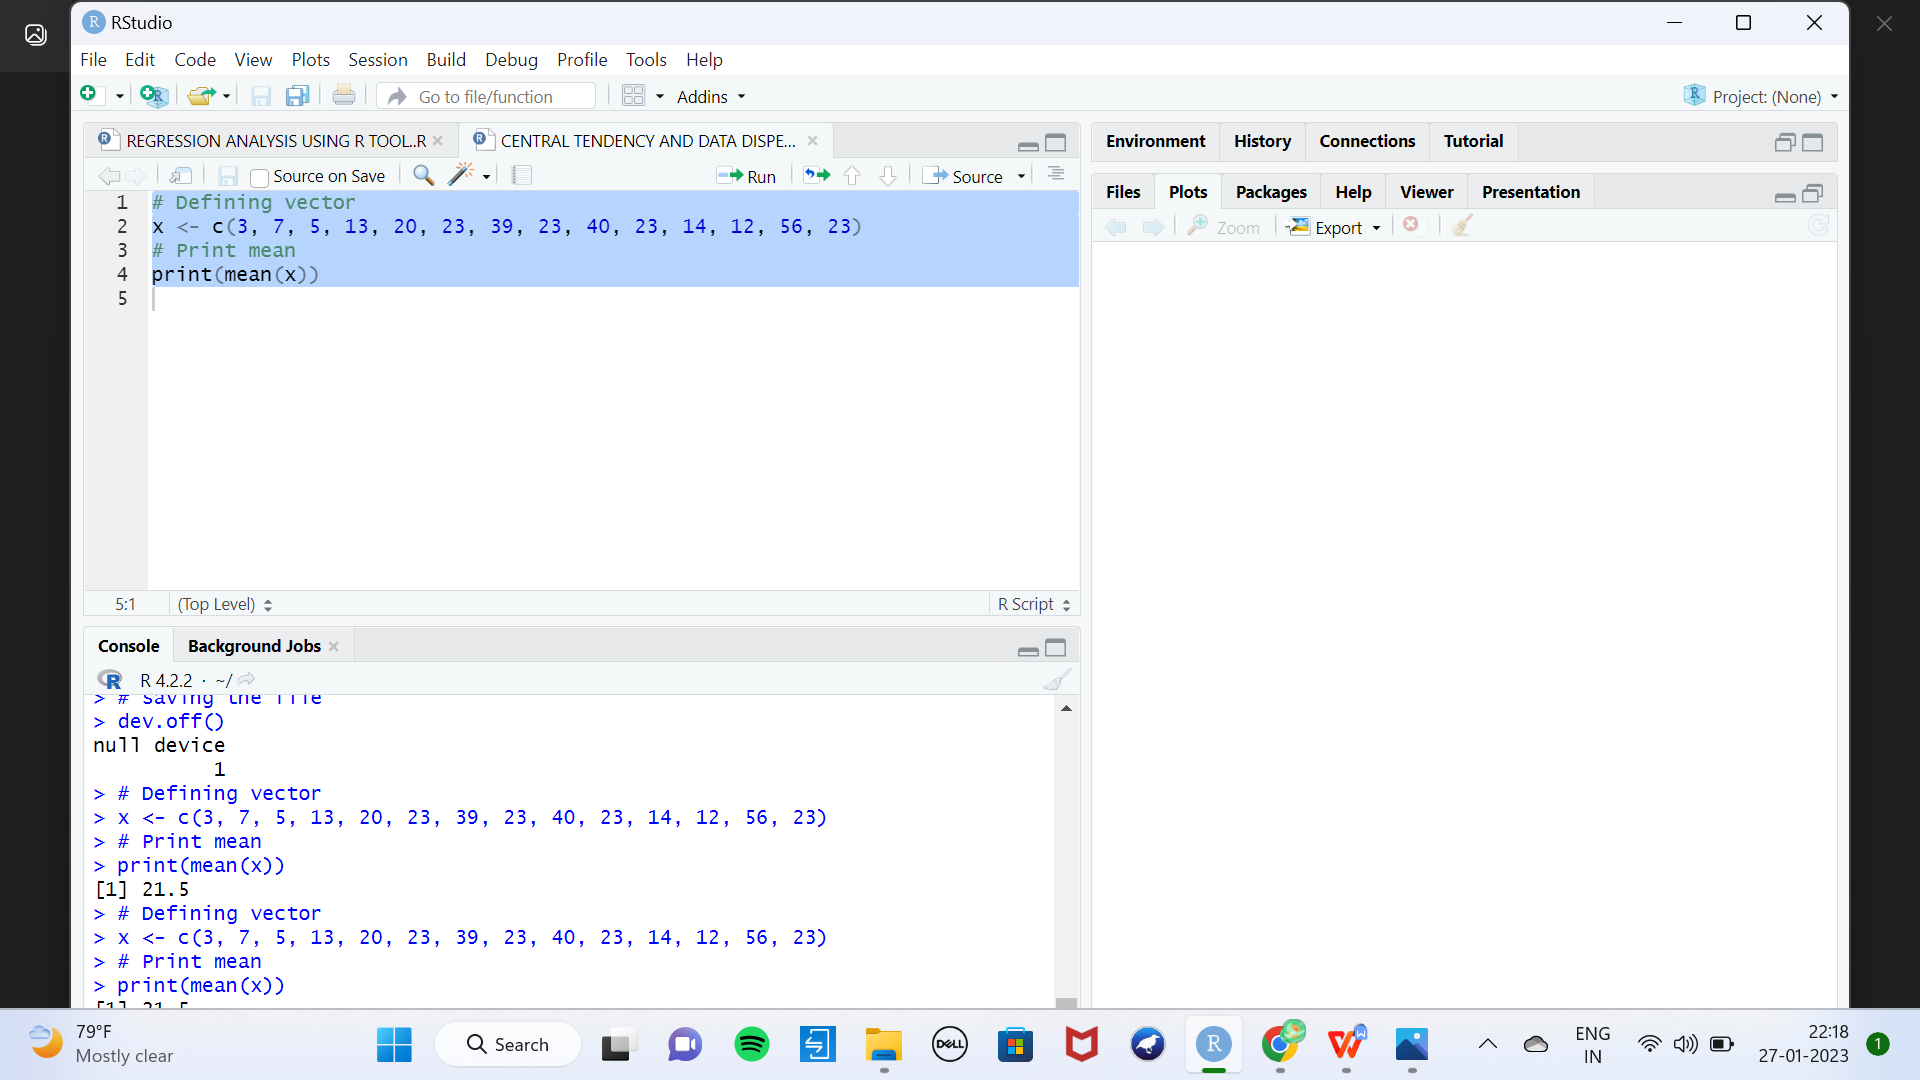 RStudio
File Edit Code View Plots Session Build Debug Profile Tools Help
Go to file/function Addins Project: (None)
REGRESSION ANALYSIS USING R TOOL..R CENTRAL TENDENCY AND DATA DISPE...
Source on Save Run Source
1 # Defining vector
2 x <- c(3, 7, 5, 13, 20, 23, 39, 23, 40, 23, 14, 12, 56, 23)
3 # Print mean
4 print(mean(x))
5
5:1 (Top Level) R Script
Environment History Connections Tutorial
Files Plots Packages Help Viewer Presentation
Zoom Export
Console Background Jobs
R 4.2.2 · ~/
> # saving the file
> dev.off()
null device
1
> # Defining vector
> x <- c(3, 7, 5, 13, 20, 23, 39, 23, 40, 23, 14, 12, 56, 23)
> # Print mean
> print(mean(x))
[1] 21.5
> # Defining vector
> x <- c(3, 7, 5, 13, 20, 23, 39, 23, 40, 23, 14, 12, 56, 23)
> # Print mean
> print(mean(x))
[1] 21.5
79°F
Mostly clear
Search
DELL
ENG
IN
22:18
27-01-2023
1